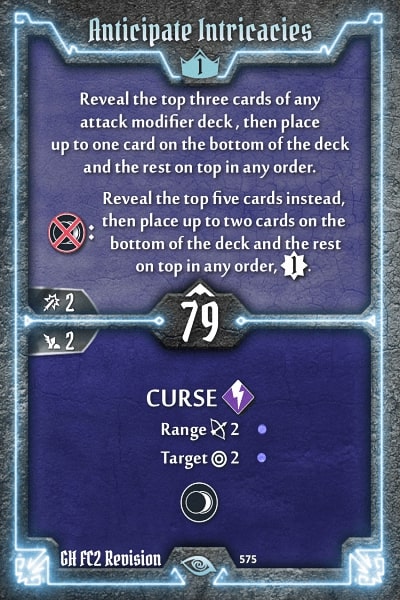 Anticipate Intricacies
1
Reveal the top three cards of any
attack modifier deck , then place
up to one card on the bottom of the deck
and the rest on top in any order.
Reveal the top five cards instead,
: then place up to two cards on the
bottom of the deck and the rest
on top in any order, 1 .
2
79
2
CURSE
Range 2
Target 2
GH FC2 Revision
575